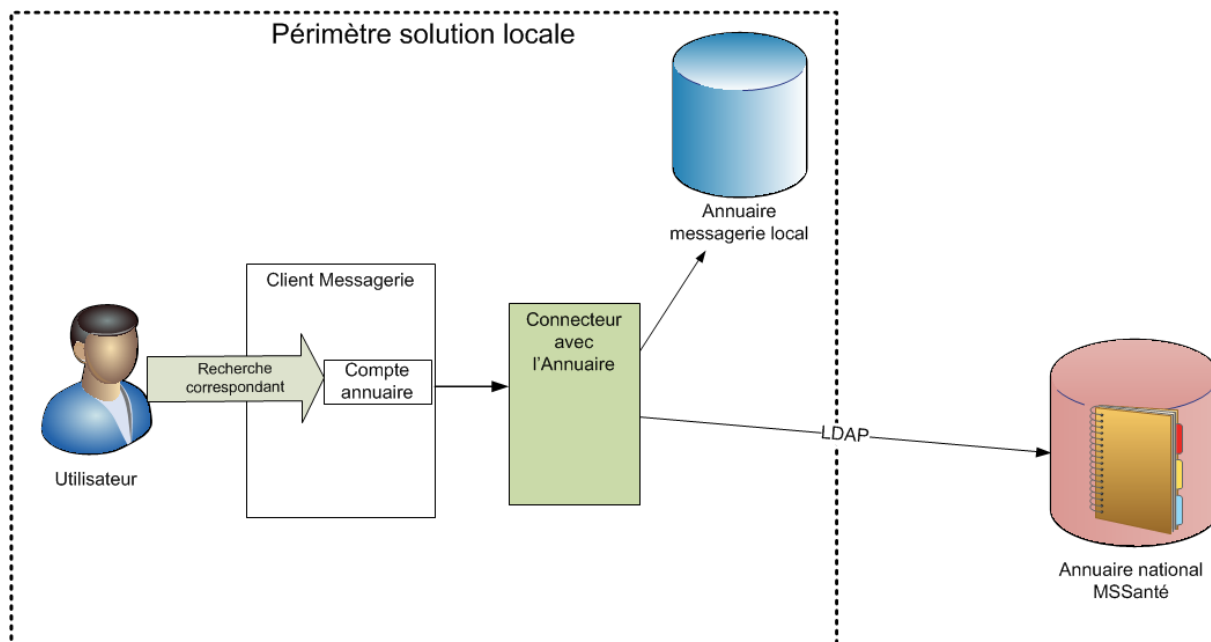 Périmètre solution locale
Annuaire
messagerie local
Client Messagerie
Connecteur
avec
l'Annuaire
Recherche
correspondant
Compte
annuaire
LDAP
Utilisateur
Annuaire national
MSSanté